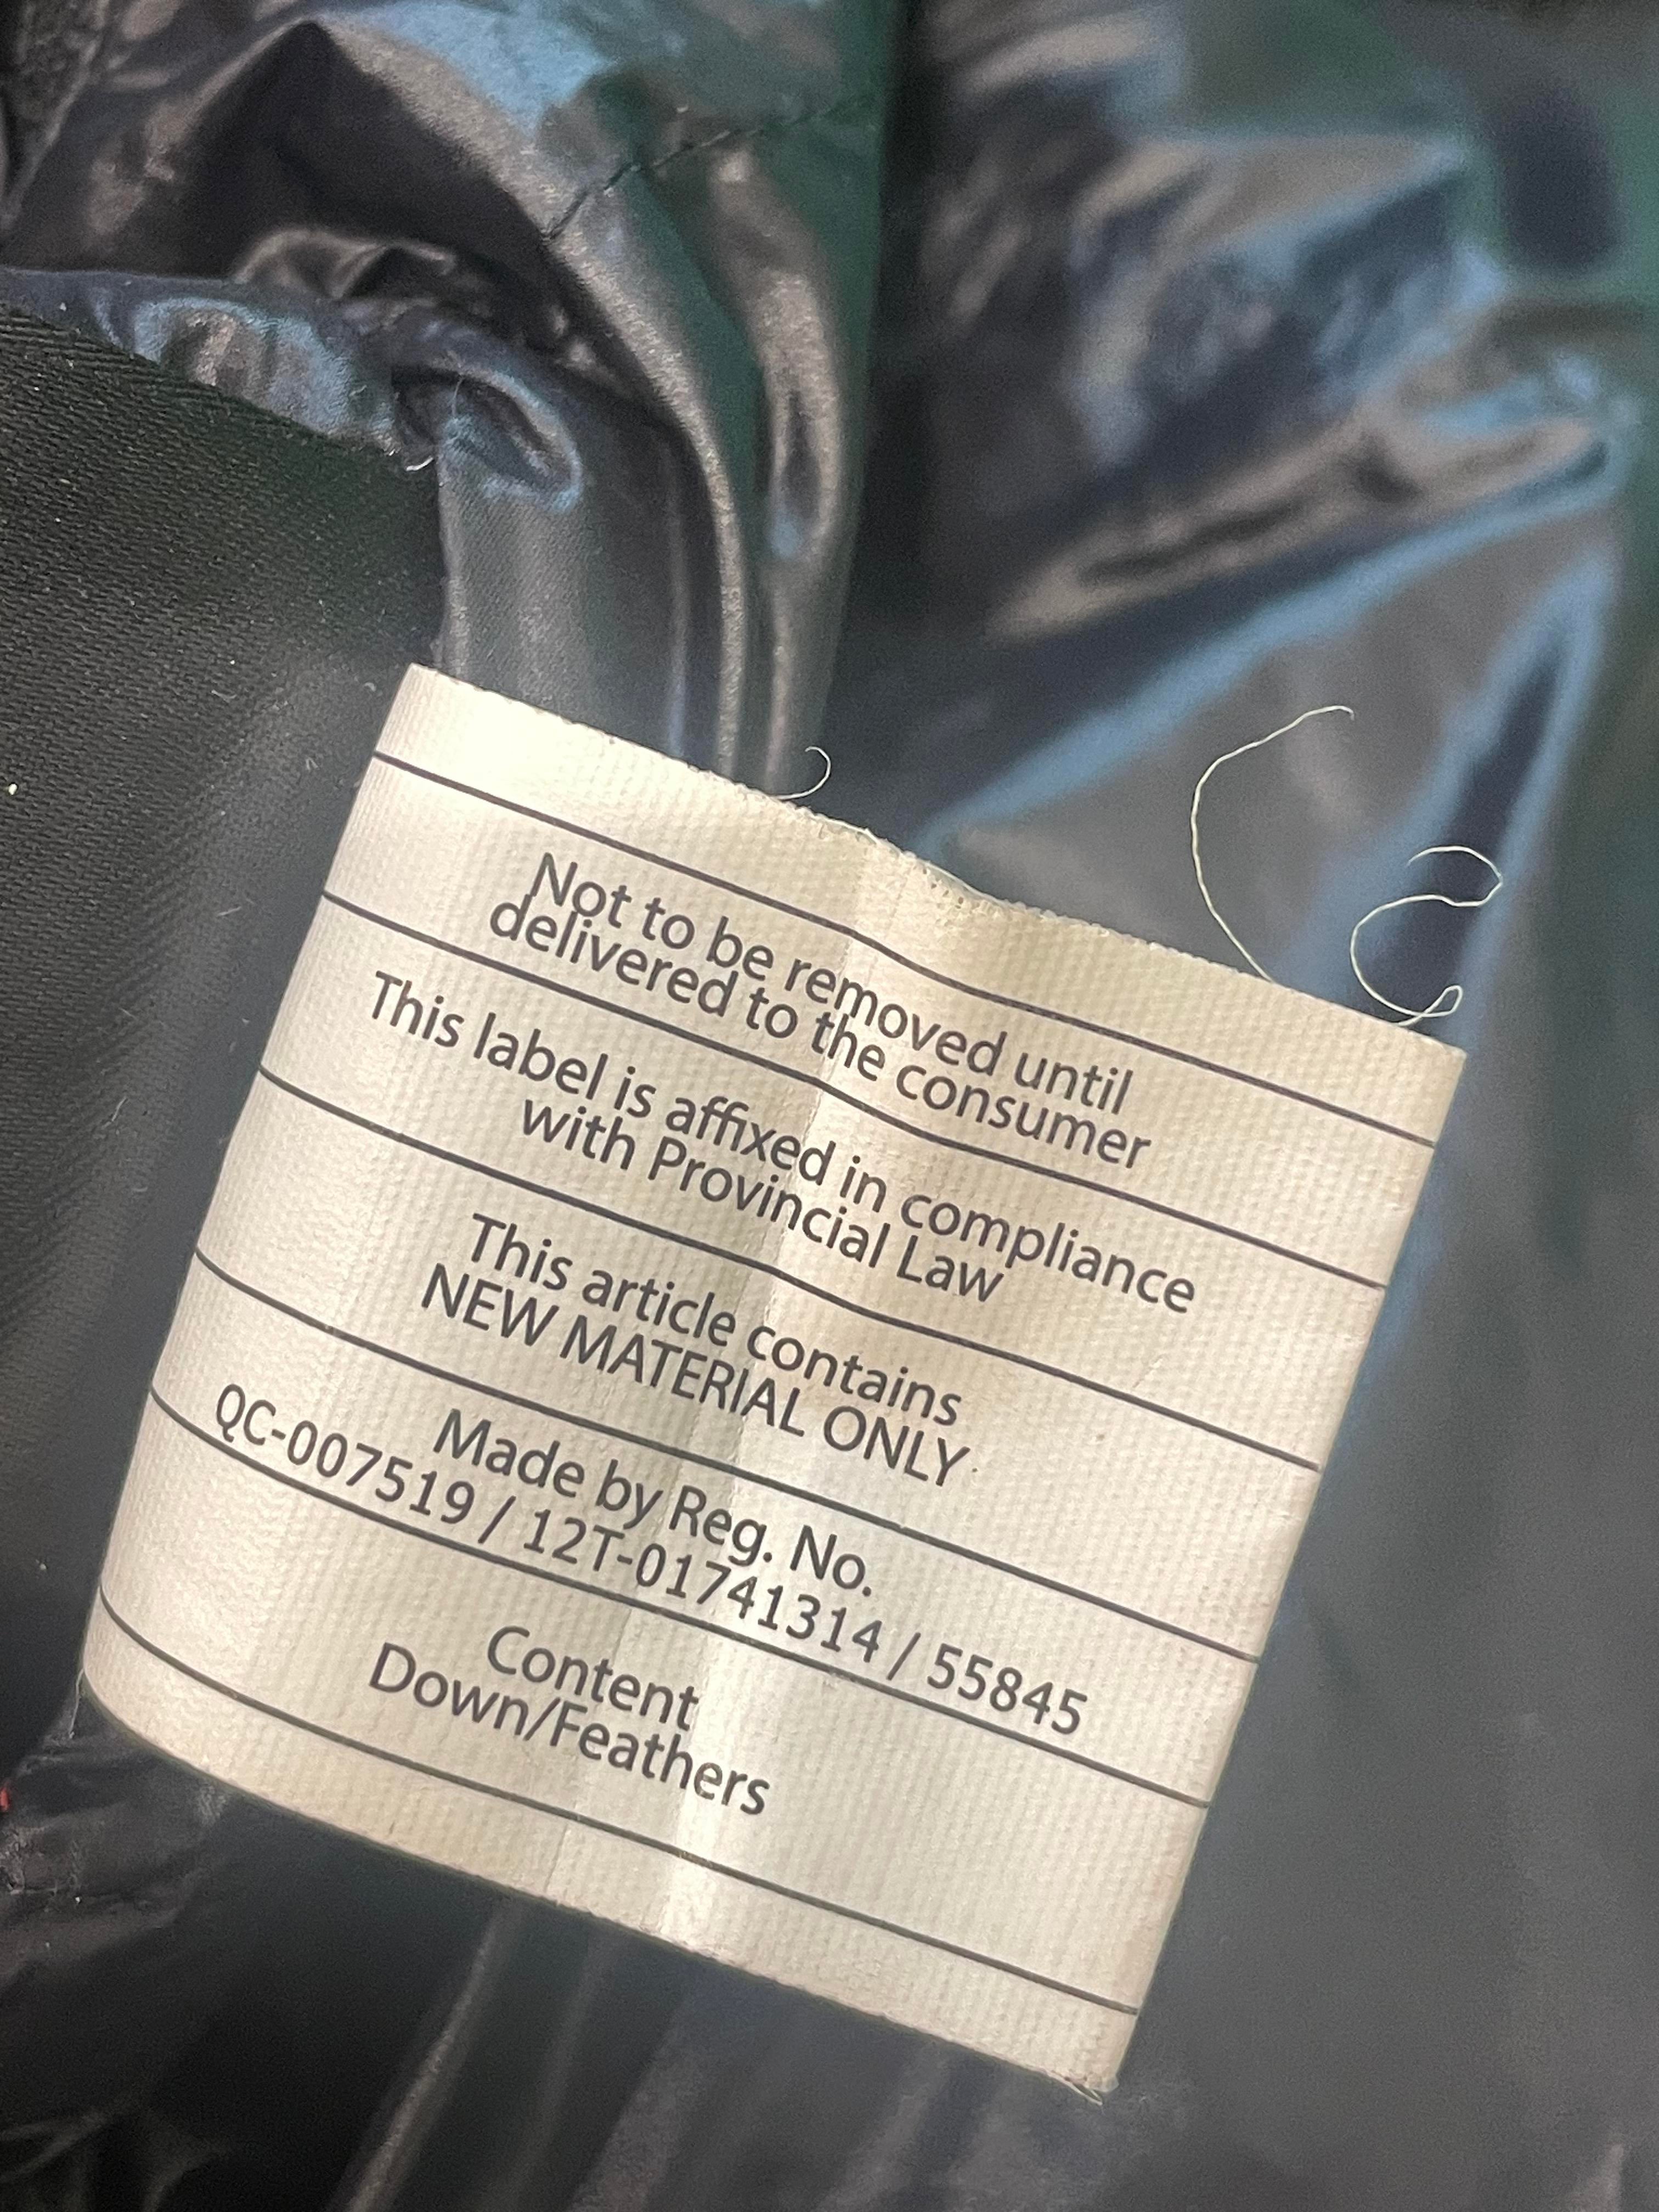 Not to be removed until
delivered to the consumer
This label is affixed in compliance
with Provincial Law
This article contains
NEW MATERIAL ONLY
Made by Reg. No.
QC-007519 / 12T-01741314 / 55845
Content
Down/Feathers